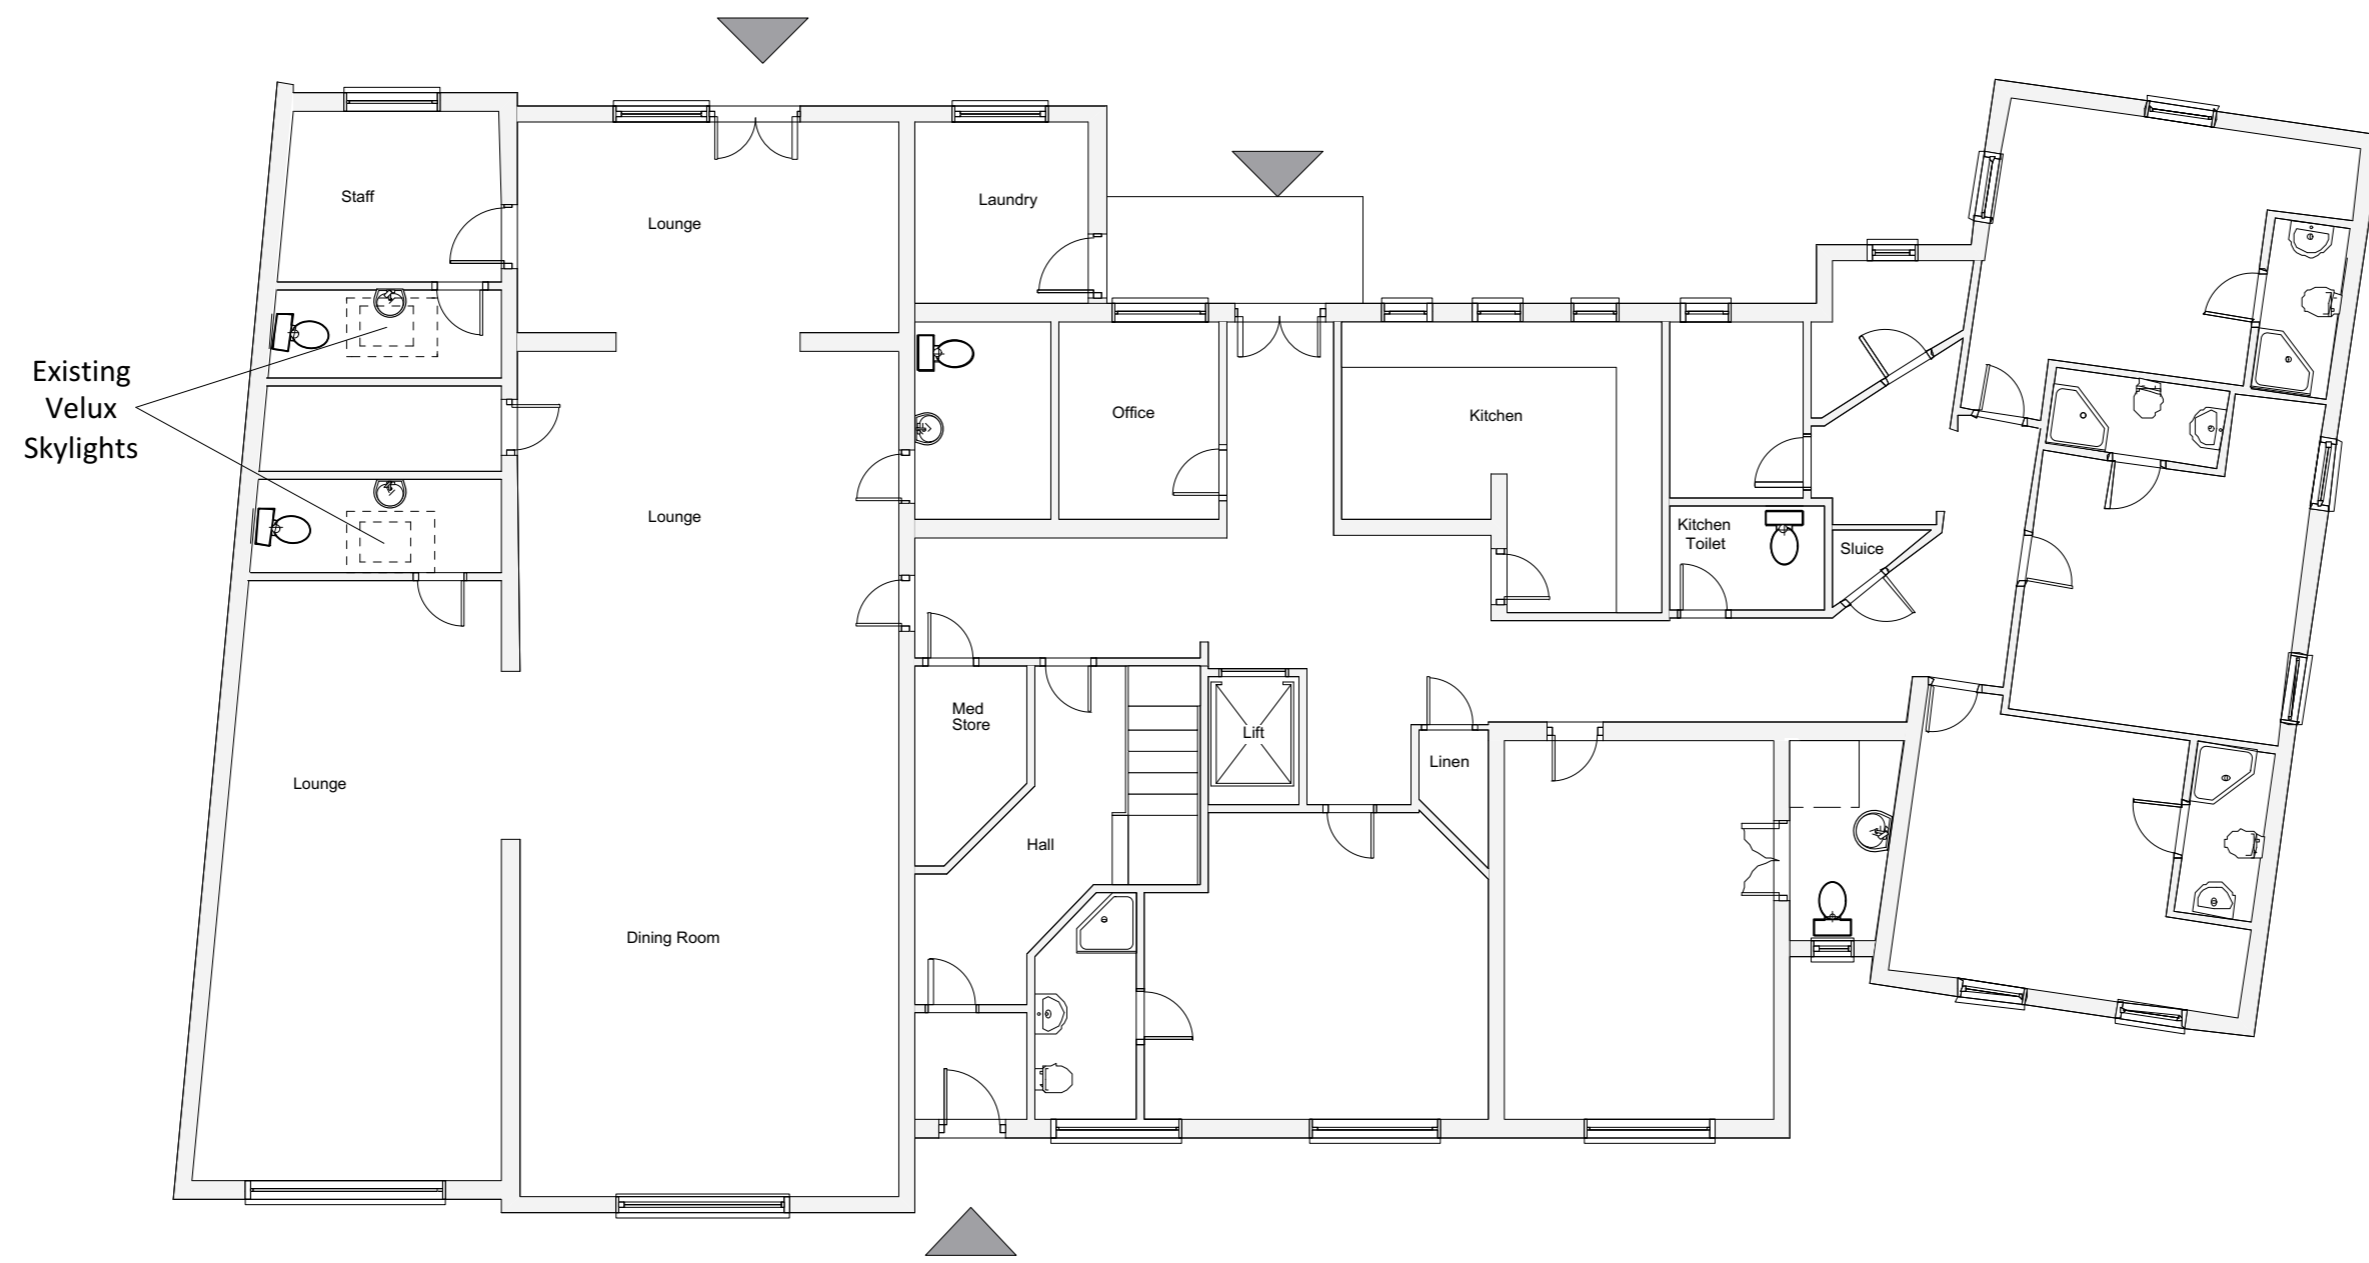 Staff
Lounge
Laundry
Existing
Velux
Skylights
Office
Kitchen
Lounge
Kitchen
Toilet
Sluice
Med
Store
Lift
Linen
Lounge
Hall
Dining Room